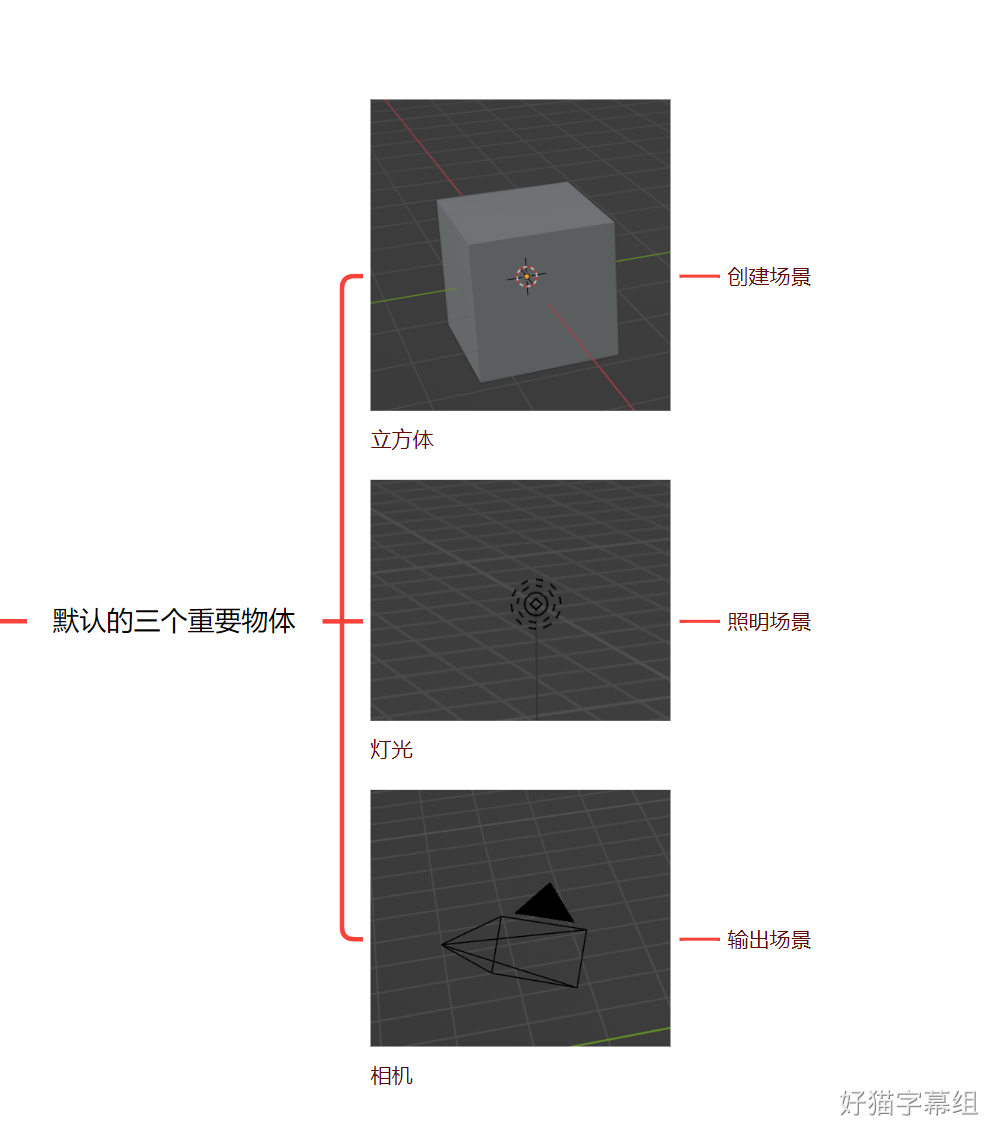 创建场景
立方体
默认的三个重要物体
照明场景
灯光
输出场景
相机
好猫字幕组